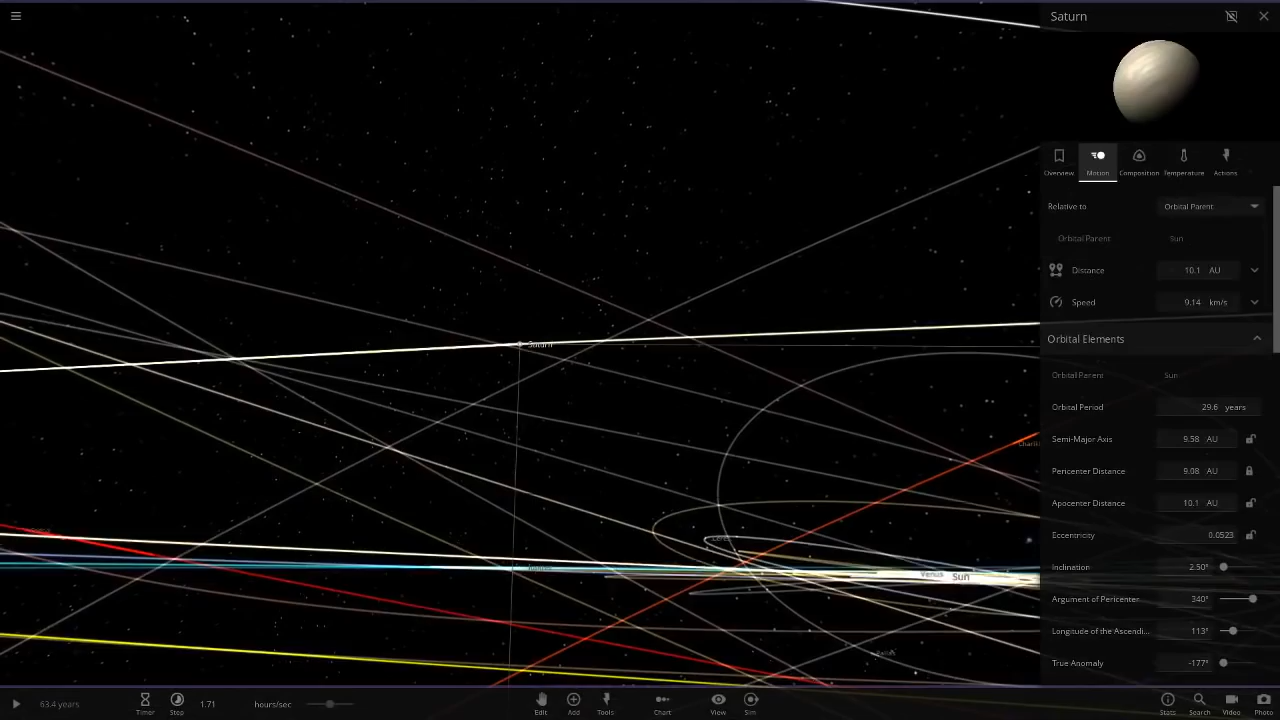 Saturn
Overview
Motion
Composition
Temperature
Actions
Relative to
Orbital Parent
Orbital Parent
Sun
Distance
10.1 AU
Speed
9.14 km/s
Orbital Elements
Orbital Parent
Sun
Orbital Period
29.6 years
Semi-Major Axis
9.58 AU
Pericenter Distance
9.08 AU
Apocenter Distance
10.1 AU
Eccentricity
0.0523
Inclination
2.50°
Argument of Pericenter
340°
Longitude of the Ascendi...
113°
True Anomaly
-177°
Saturn
Venus
Sun
63.4 years
Timer
Step
1.71
hours/sec
Edit
Add
Tools
Chart
View
Sim
Stats
Search
Video
Photo